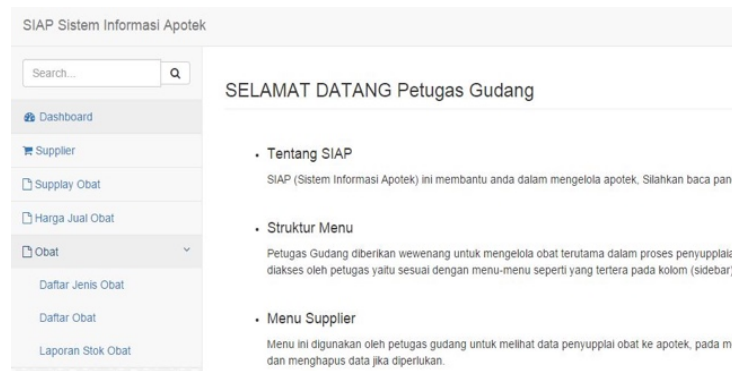 SIAP Sistem Informasi Apotek
Search...
Dashboard
Supplier
Supplay Obat
Harga Jual Obat
Obat
Daftar Jenis Obat
Daftar Obat
Laporan Stok Obat
SELAMAT DATANG Petugas Gudang
• Tentang SIAP
SIAP (Sistem Informasi Apotek) ini membantu anda dalam mengelola apotek, Silahkan baca pan
• Struktur Menu
Petugas Gudang diberikan wewenang untuk mengelola obat terutama dalam proses penyupplaia
diakses oleh petugas yaitu sesuai dengan menu-menu seperti yang tertera pada kolom (sidebar)
• Menu Supplier
Menu ini digunakan oleh petugas gudang untuk melihat data penyupplai obat ke apotek, pada m
dan menghapus data jika diperlukan.